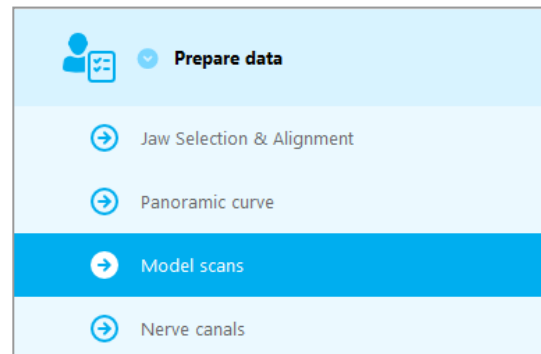 Prepare data
Jaw Selection & Alignment
Panoramic curve
Model scans
Nerve canals